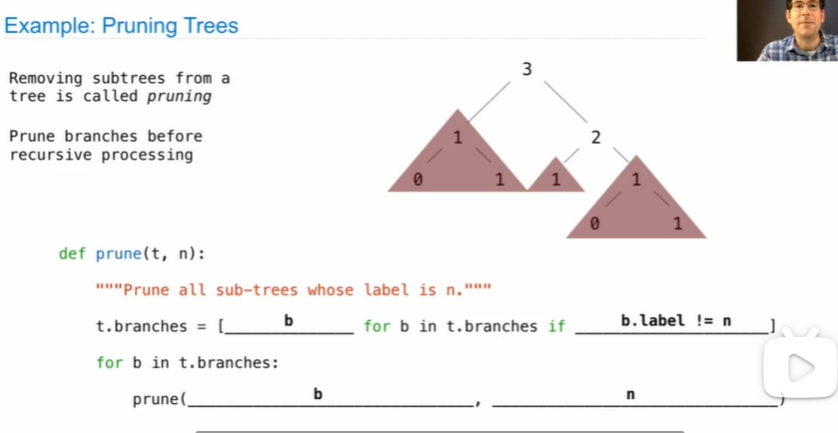 Example: Pruning Trees
Removing subtrees from a
tree is called pruning
Prune branches before
recursive processing
3
1 2
0 1 1 1
0 1
def prune(t, n):
"""Prune all sub-trees whose label is n."""
t.branches = [ b for b in t.branches if b.label != n ]
for b in t.branches:
prune( b , n )